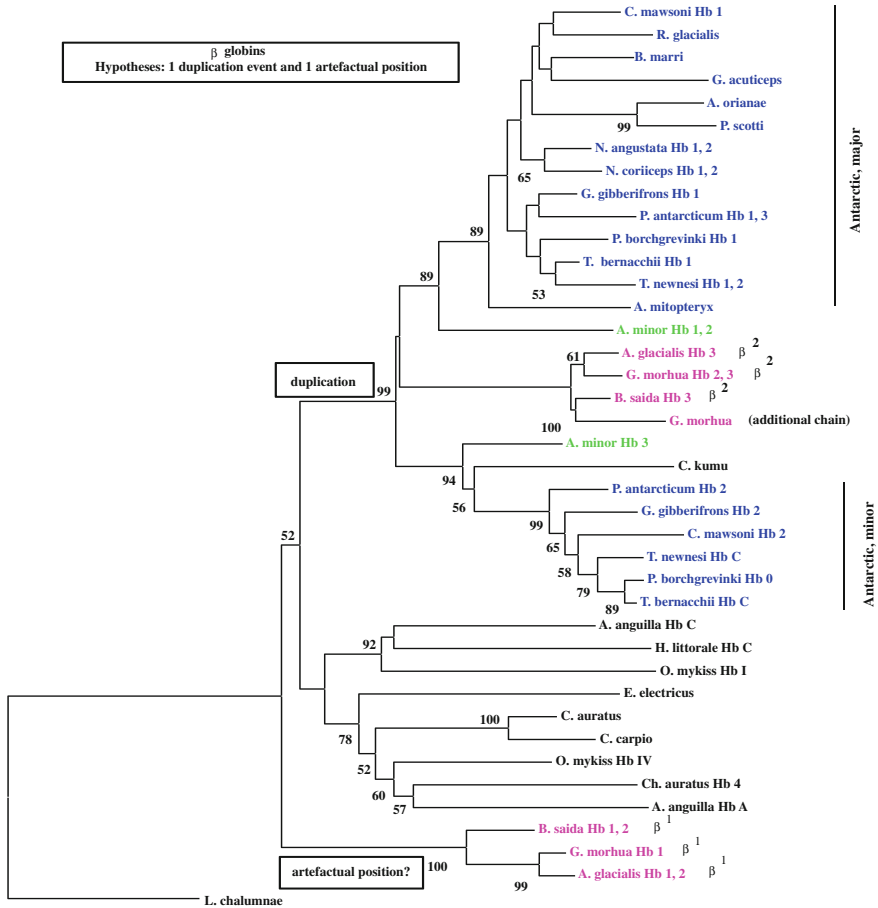 β globins
Hypotheses: 1 duplication event and 1 artefactual position
C. mawsoni Hb 1
R. glacialis
B. marri
G. acuticeps
A. orianae
99
P. scotti
N. angustata Hb 1, 2
65
N. coriiceps Hb 1, 2
G. gibberifrons Hb 1
P. antarcticum Hb 1, 3
89
P. borchgrevinki Hb 1
T. bernacchii Hb 1
89
53
T. newnesi Hb 1, 2
A. mitopteryx
Antarctic, major
A. minor Hb 1, 2
61
A. glacialis Hb 3 β 2
G. morhua Hb 2, 3 β 2
duplication
99
B. saida Hb 3 β 2
G. morhua (additional chain)
100
A. minor Hb 3
94
C. kumu
56
P. antarcticum Hb 2
99
G. gibberifrons Hb 2
52
65
C. mawsoni Hb 2
58
T. newnesi Hb C
79
P. borchgrevinki Hb 0
89
T. bernacchii Hb C
Antarctic, minor
A. anguilla Hb C
92
H. littorale Hb C
O. mykiss Hb I
E. electricus
78
100
C. auratus
C. carpio
52
O. mykiss Hb IV
60
Ch. auratus Hb 4
57
A. anguilla Hb A
B. saida Hb 1, 2 β 1
G. morhua Hb 1 β 1
artefactual position?
100
99
A. glacialis Hb 1, 2 β 1
L. chalumnae